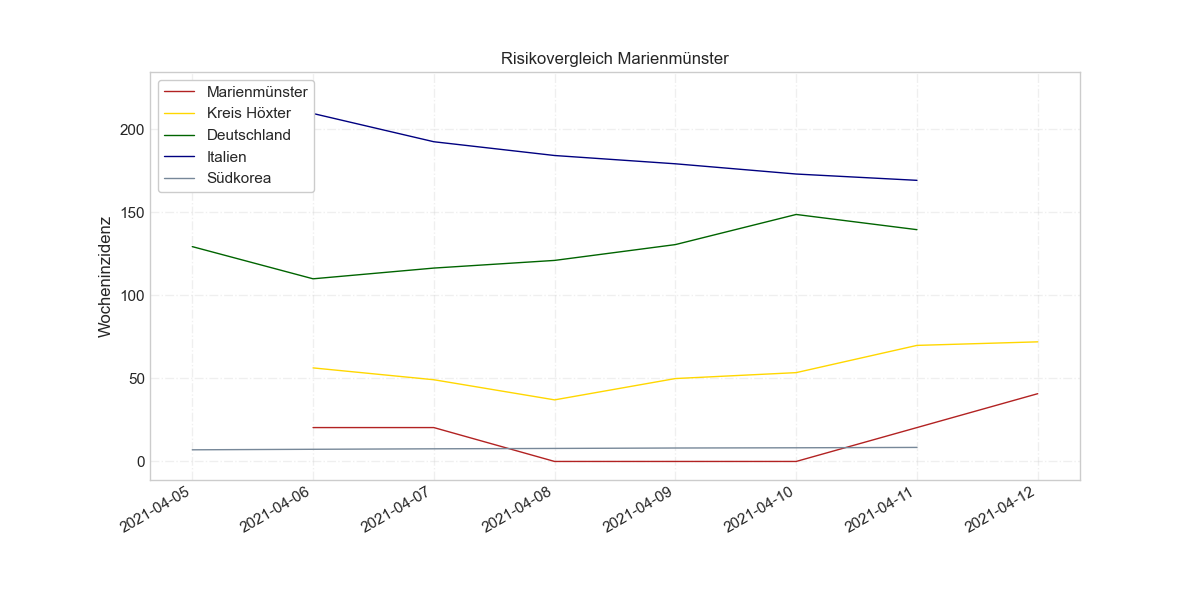 Risikovergleich Marienmünster
Marienmünster
Kreis Höxter
Deutschland
Italien
Südkorea
Wocheninzidenz
200
150
100
50
0
2021-04-05
2021-04-06
2021-04-07
2021-04-08
2021-04-09
2021-04-10
2021-04-11
2021-04-12